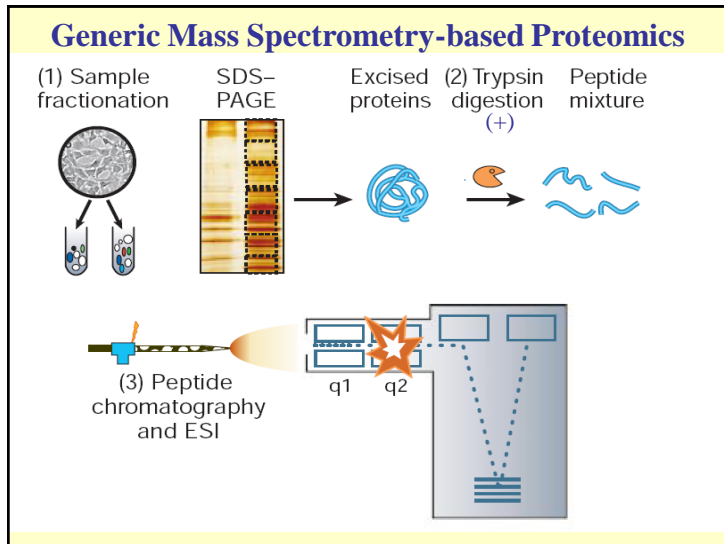 Generic Mass Spectrometry-based Proteomics
(1) Sample
fractionation
SDS–
PAGE
Excised
proteins
(2) Trypsin
digestion
(+)
Peptide
mixture
(3) Peptide
chromatography
and ESI
q1
q2